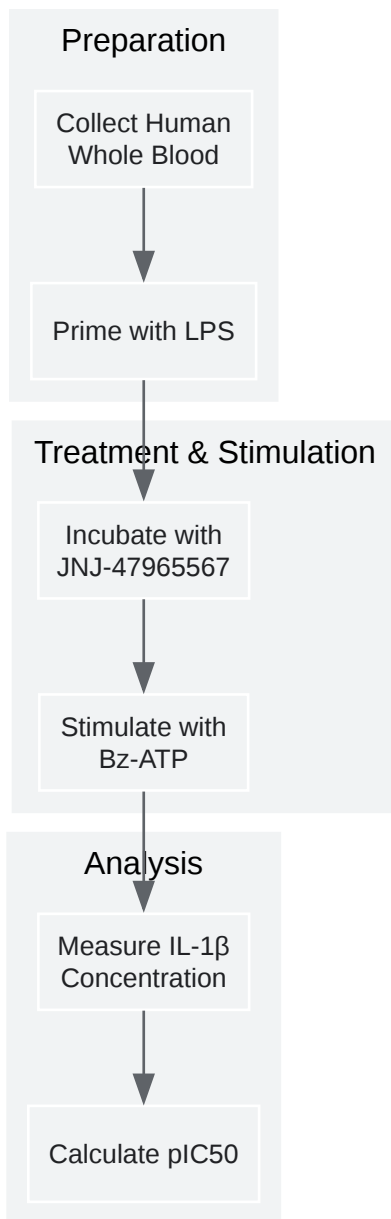 Preparation
Collect Human
Whole Blood
Prime with LPS
Treatment & Stimulation
Incubate with
JNJ-47965567
Stimulate with
Bz-ATP
Analysis
Measure IL-1β
Concentration
Calculate pIC50